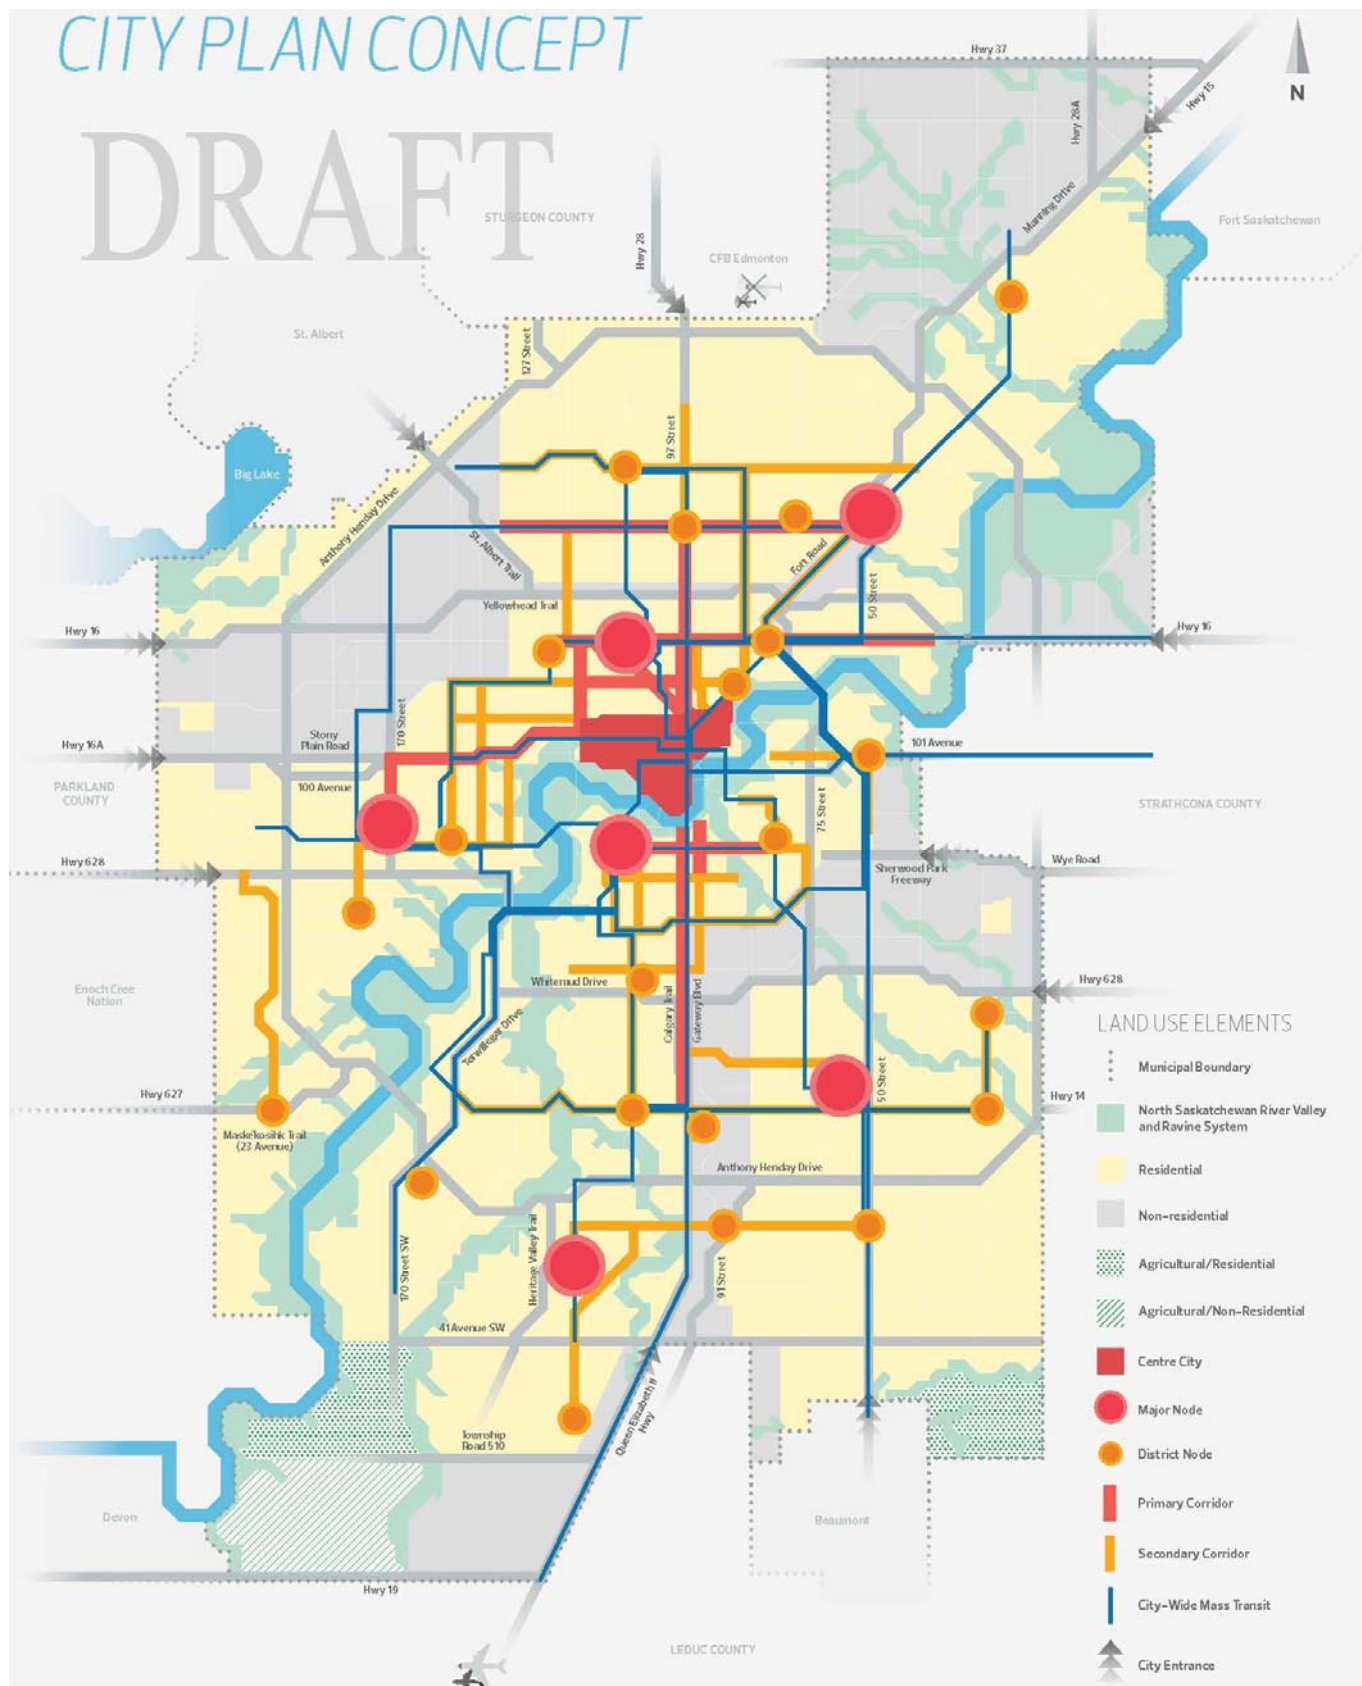 CITY PLAN CONCEPT
DRAFT
Hwy 37
N
Hwy 15
Hwy 28A
Manning Drive
STURGEON COUNTY
Fort Saskatchewan
Hwy 28
CFB Edmonton
St. Albert
127 Street
97 Street
Big Lake
Anthony Henday Drive
St. Albert Trail
Fort Road
50 Street
Yellowhead Trail
Hwy 16
Hwy 16
170 Street
Stony
Plain Road
Hwy 16A
101 Avenue
100 Avenue
PARKLAND
COUNTY
75 Street
STRATHCONA COUNTY
Hwy 628
Sherwood Park
Freeway
Wye Road
Whitemud Drive
Hwy 628
Enoch Cree
Nation
Calgary Trail
Gateway Blvd
Terwillegar Drive
50 Street
Hwy 627
Hwy 14
Maskekosihk Trail
(23 Avenue)
Anthony Henday Drive
170 Street SW
Heritage Valley Trail
91 Street
41 Avenue SW
Queen Elizabeth II
Hwy
Township
Road 510
Devon
Beaumont
Hwy 19
LEDUC COUNTY
LAND USE ELEMENTS
Municipal Boundary
North Saskatchewan River Valley
and Ravine System
Residential
Non-residential
Agricultural/Residential
Agricultural/Non-Residential
Centre City
Major Node
District Node
Primary Corridor
Secondary Corridor
City-Wide Mass Transit
City Entrance